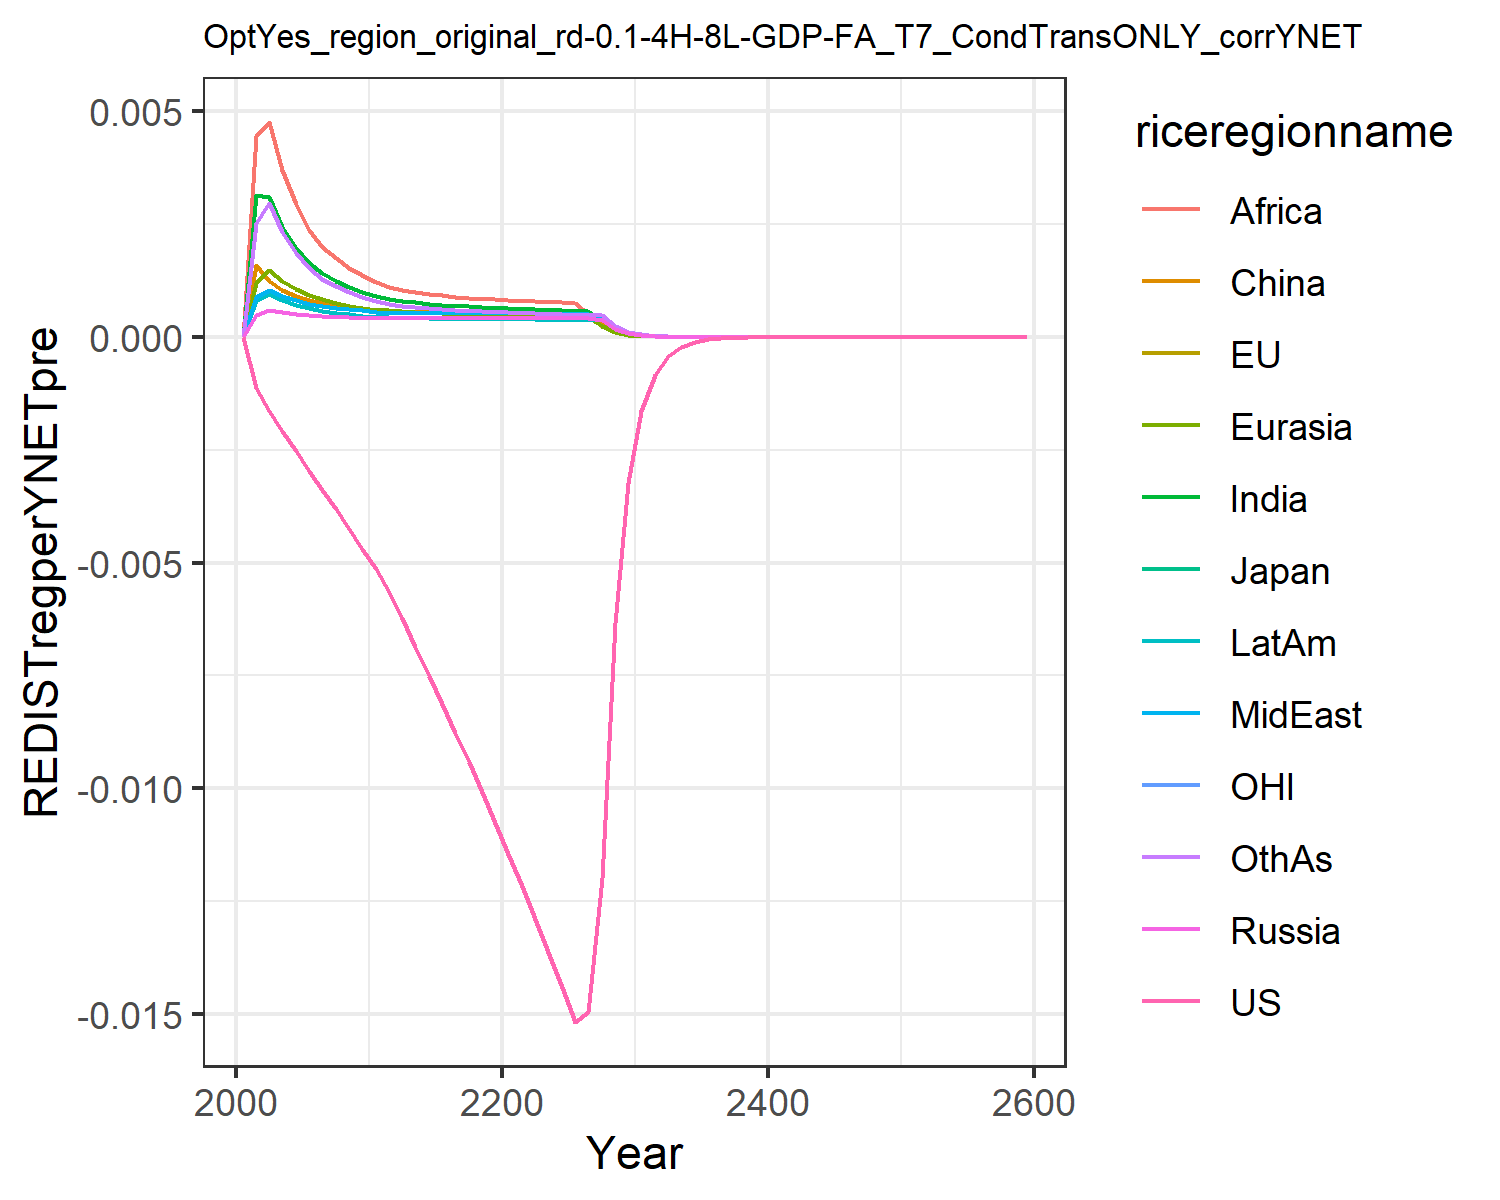 OptYes_region_original_rd-0.1-4H-8L-GDP-FA_T7_CondTransONLY_corrYNET
REDISTregperYNETpre
0.005
0.000
-0.005
-0.010
-0.015
2000
2200
2400
2600
Year
riceregionname
Africa
China
EU
Eurasia
India
Japan
LatAm
MidEast
OHI
OthAs
Russia
US